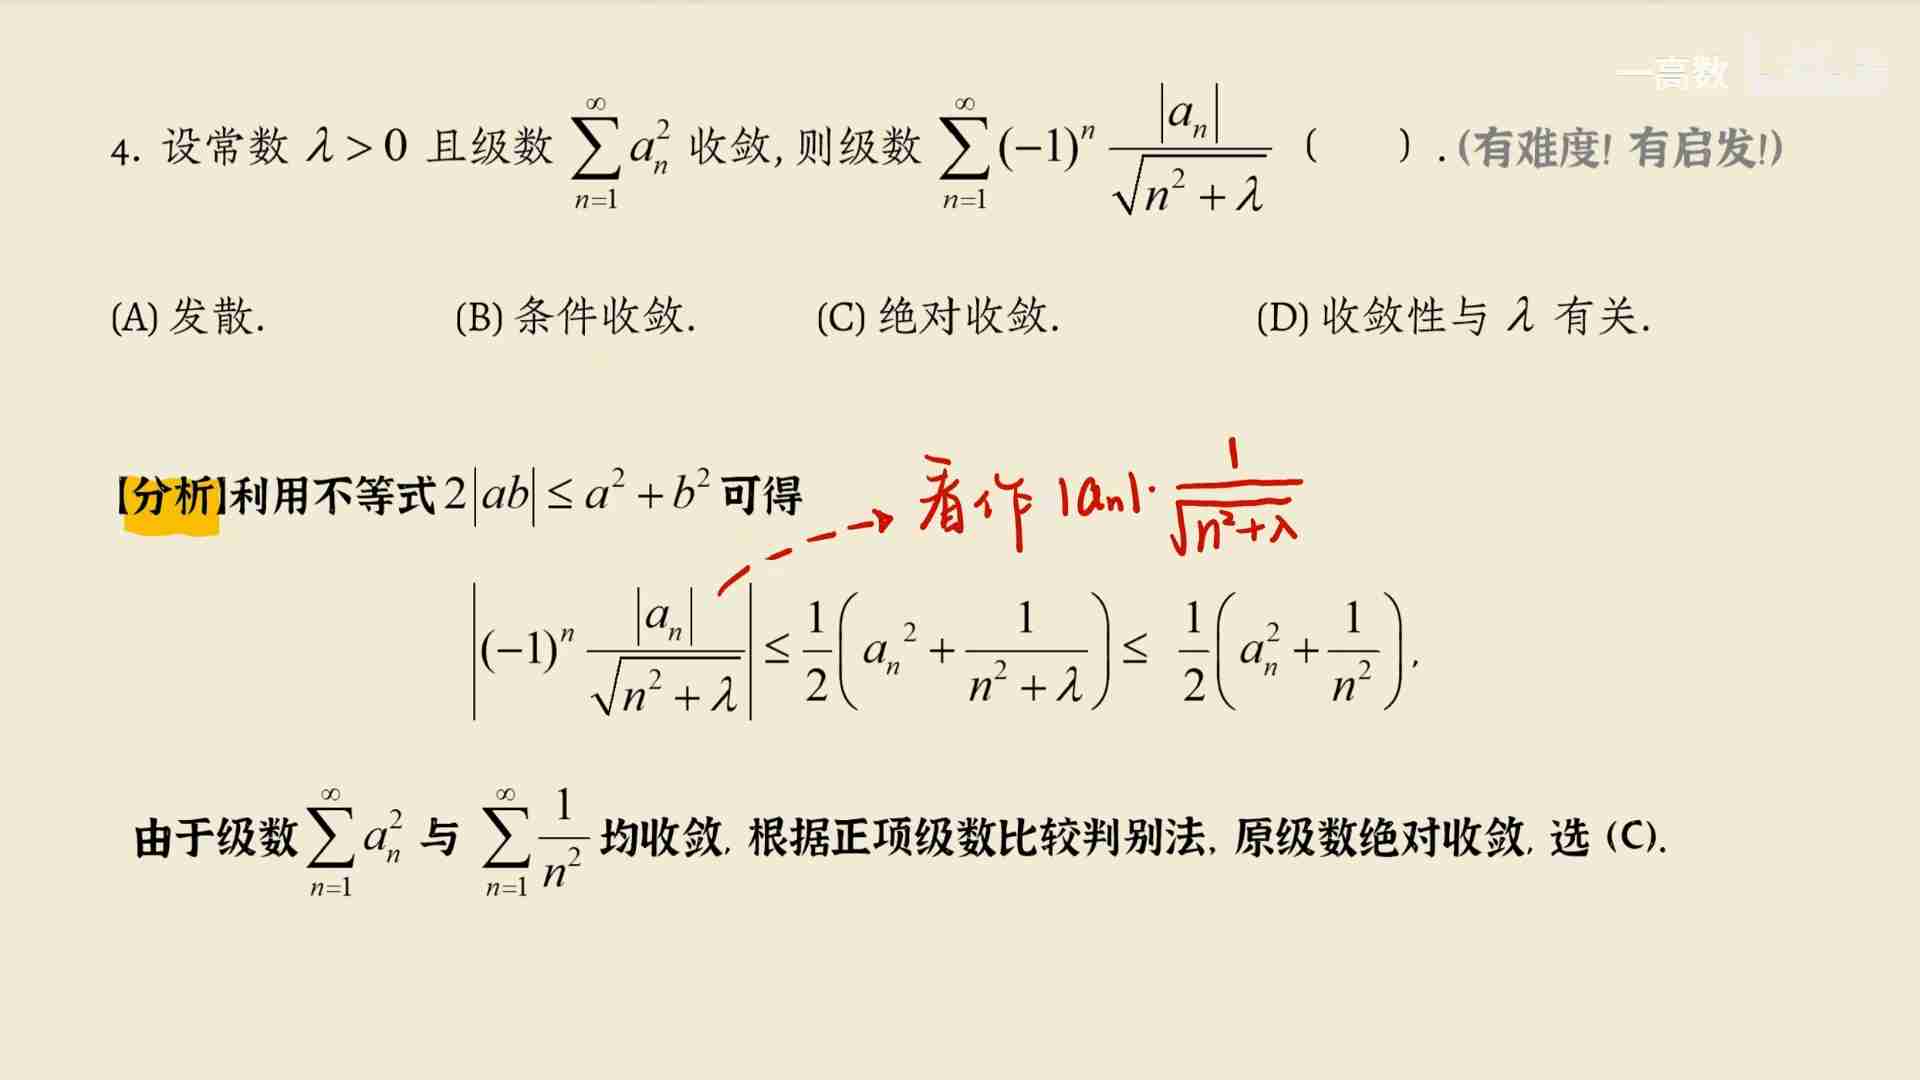 一高数
4. 设常数 λ > 0 且级数 $\sum_{n=1}^{\infty} a_n^2$ 收敛, 则级数 $\sum_{n=1}^{\infty} (-1)^n \frac{|a_n|}{\sqrt{n^2+\lambda}}$ (    ) . (有难度! 有启发!)
(A) 发散. (B) 条件收敛. (C) 绝对收敛. (D) 收敛性与 λ 有关.
【分析】利用不等式 $2|ab| \le a^2 + b^2$ 可得
看作 $|a_n| \cdot \frac{1}{\sqrt{n^2+\lambda}}$
$\left| (-1)^n \frac{|a_n|}{\sqrt{n^2+\lambda}} \right| \le \frac{1}{2} \left( a_n^2 + \frac{1}{n^2+\lambda} \right) \le \frac{1}{2} \left( a_n^2 + \frac{1}{n^2} \right),$
由于级数 $\sum_{n=1}^{\infty} a_n^2$ 与 $\sum_{n=1}^{\infty} \frac{1}{n^2}$ 均收敛, 根据正项级数比较判别法, 原级数绝对收敛, 选 (C).